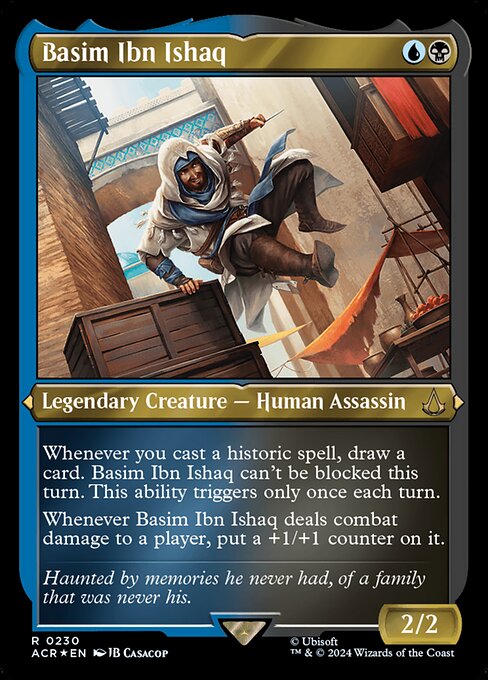 Basim Ibn Ishaq
Legendary Creature — Human Assassin
Whenever you cast a historic spell, draw a
card. Basim Ibn Ishaq can't be blocked this
turn. This ability triggers only once each turn.
Whenever Basim Ibn Ishaq deals combat
damage to a player, put a +1/+1 counter on it.
Haunted by memories he never had, of a family
that was never his.
2/2
R 0230
ACR★EN JB Casacop
© Ubisoft
™ & © 2024 Wizards of the Coast